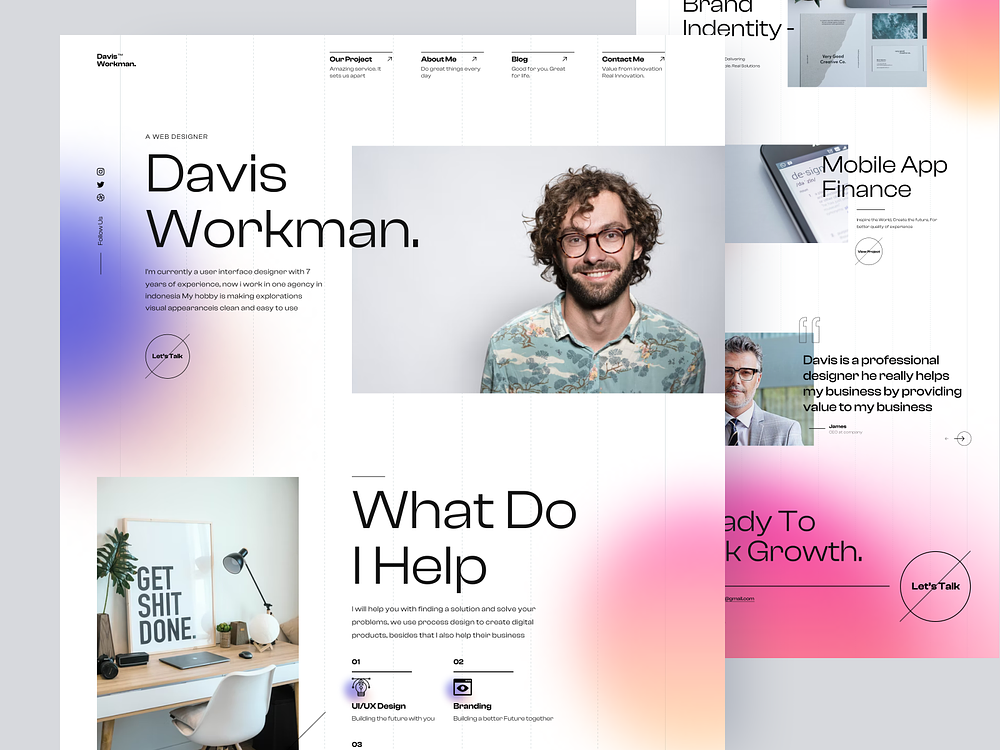 Davis™
Workman.
Our Project
Amazing service. It
sets us apart
About Me
Do great things every
day
Blog
Good for you. Great
for life.
Contact Me
Value from innovation
Real Innovation.
A WEB DESIGNER
Davis
Workman.
Follow Us
I'm currently a user interface designer with 7
years of experience, now i work in one agency in
indonesia My hobby is making explorations
visual appearanceis clean and easy to use
Let's Talk
GET
SHIT
DONE.
What Do
I Help
I will help you with finding a solution and solve your
problems, we use process design to create digital
products, besides that I also help their business
01
UI/UX Design
Building the future with you
02
Branding
Building a better Future together
03
Brand
Indentity -
Delivering
Real Solutions
Very Good
Creative Co.
de·sign
Mobile App
Finance
Inspire the World, Create the future. For
better quality of experience
View Project
Davis is a professional
designer he really helps
my business by providing
value to my business
James
CEO at company
ady To
k Growth.
@gmail.com
Let's Talk